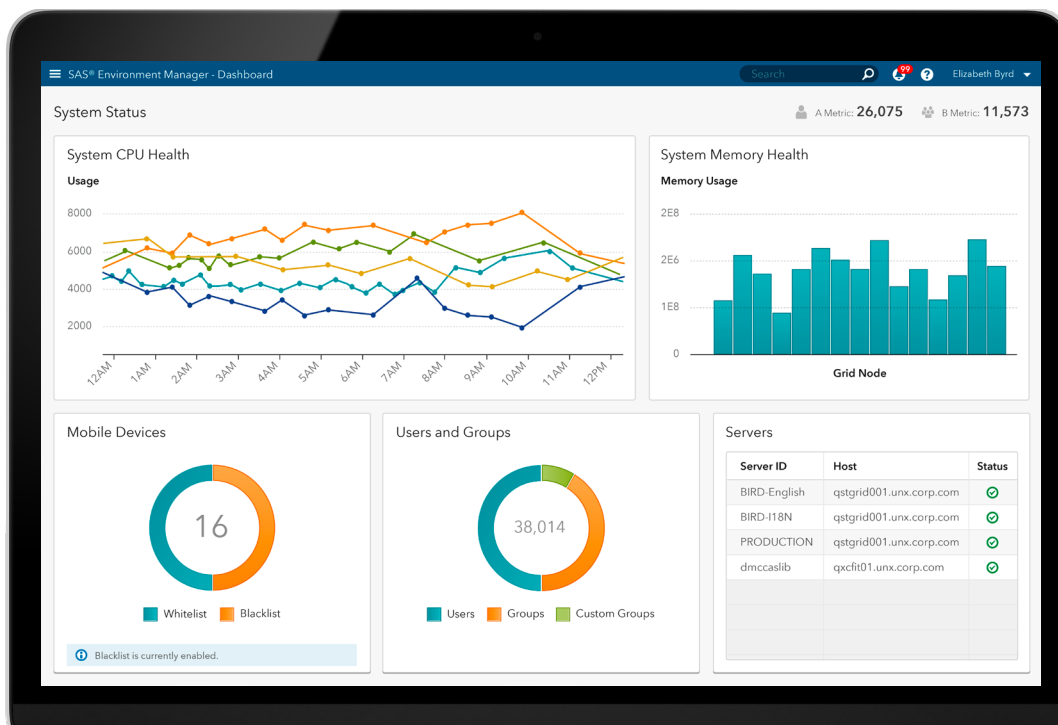 SAS® Environment Manager - Dashboard
Search
99
?
Elizabeth Byrd
System Status
A Metric: 26,075
B Metric: 11,573
System CPU Health
Usage
8000
6000
4000
2000
12AM
1AM
2AM
3AM
4AM
5AM
6AM
7AM
8AM
9AM
10AM
11AM
12PM
System Memory Health
Memory Usage
2E8
2E6
1E8
0
Grid Node
Mobile Devices
16
Whitelist
Blacklist
Blacklist is currently enabled.
Users and Groups
38,014
Users
Groups
Custom Groups
Servers
Server ID Host Status
BIRD-English qstgrid001.unx.corp.com
BIRD-I18N qstgrid001.unx.corp.com
PRODUCTION qstgrid001.unx.corp.com
dmccaslib qxcfit01.unx.corp.com